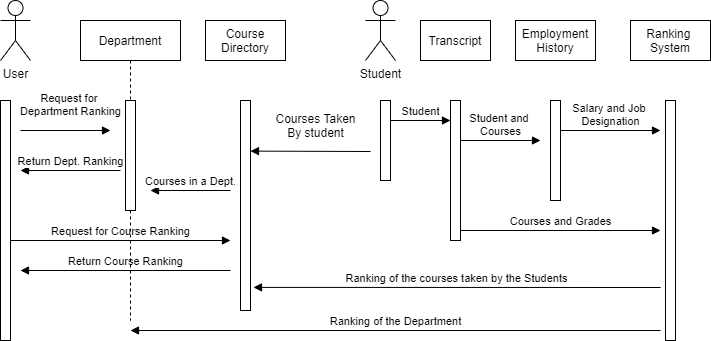 User
Department
Course
Directory
Student
Transcript
Employment
History
Ranking
System
Request for
Department Ranking
Courses Taken
By student
Student
Student and
Courses
Salary and Job
Designation
Return Dept. Ranking
Courses in a Dept.
Courses and Grades
Request for Course Ranking
Return Course Ranking
Ranking of the courses taken by the Students
Ranking of the Department